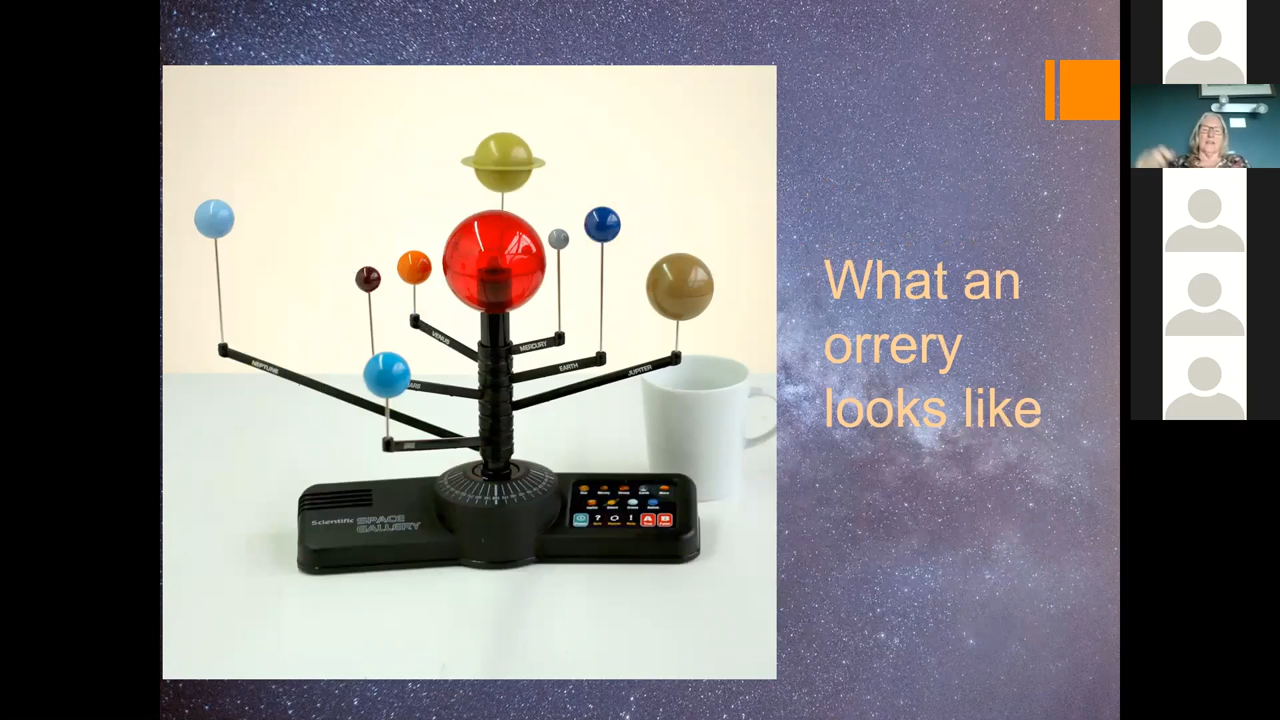 What an
orrery
looks like
VENUS
MERCURY
NEPTUNE
EARTH
JUPITER
Scientific SPACE
GALLERY
A B